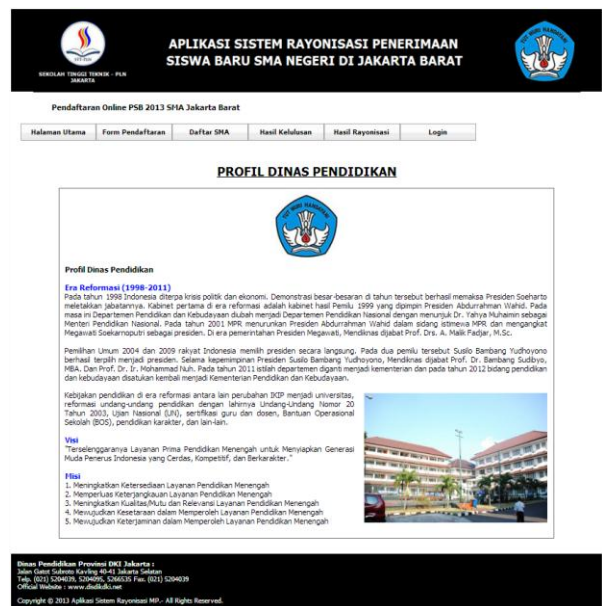 APLIKASI SISTEM RAYONISASI PENERIMAAN
SISWA BARU SMA NEGERI DI JAKARTA BARAT
SEKOLAH TINGGI TEKNIK - PLN
JAKARTA
TUT WURI HANDAYANI
Pendaftaran Online PSB 2013 SMA Jakarta Barat
Halaman Utama Form Pendaftaran Daftar SMA Hasil Kelulusan Hasil Rayonisasi Login
PROFIL DINAS PENDIDIKAN
TUT WURI HANDAYANI
Profil Dinas Pendidikan
Era Reformasi (1998-2011)
Pada tahun 1998 Indonesia diterpa krisis politik dan ekonomi. Demonstrasi besar-besaran di tahun tersebut berhasil memaksa Presiden Soeharto
meletakkan jabatannya. Kabinet pertama di era reformasi adalah kabinet hasil Pemilu 1999 yang dipimpin Presiden Abdurrahman Wahid. Pada
masa ini Departemen Pendidikan dan Kebudayaan diubah menjadi Departemen Pendidikan Nasional dengan menunjuk Dr. Yahya Muhaimin sebagai
Menteri Pendidikan Nasional. Pada tahun 2001 MPR menurunkan Presiden Abdurrahman Wahid dalam sidang istimewa MPR dan mengangkat
Megawati Soekarnoputri sebagai presiden. Di era pemerintahan Presiden Megawati, Mendiknas dijabat Prof. Drs. A. Malik Fadjar, M.Sc.
Pemilihan Umum 2004 dan 2009 rakyat Indonesia memilih presiden secara langsung. Pada dua pemilu tersebut Susilo Bambang Yudhoyono
berhasil terpilih menjadi presiden. Selama kepemimpinan Presiden Susilo Bambang Yudhoyono, Mendiknas dijabat Prof. Dr. Bambang Sudibyo,
MBA. Dan Prof. Dr. Ir. Mohammad Nuh. Pada tahun 2011 istilah departemen diganti menjadi kementerian dan pada tahun 2012 bidang pendidikan
dan kebudayaan disatukan kembali menjadi Kementerian Pendidikan dan Kebudayaan.
Kebijakan pendidikan di era reformasi antara lain perubahan IKIP menjadi universitas,
reformasi undang-undang pendidikan dengan lahirnya Undang-Undang Nomor 20
Tahun 2003, Ujian Nasional (UN), sertifikasi guru dan dosen, Bantuan Operasional
Sekolah (BOS), pendidikan karakter, dan lain-lain.
Visi
"Terselenggaranya Layanan Prima Pendidikan Menengah untuk Menyiapkan Generasi
Muda Penerus Indonesia yang Cerdas, Kompetitif, dan Berkarakter."
Misi
1. Meningkatkan Ketersediaan Layanan Pendidikan Menengah
2. Memperluas Keterjangkauan Layanan Pendidikan Menengah
3. Meningkatkan Kualitas/Mutu dan Relevansi Layanan Pendidikan Menengah
4. Mewujudkan Kesetaraan dalam Memperoleh Layanan Pendidikan Menengah
5. Mewujudkan Keterjaminan dalam Memperoleh Layanan Pendidikan Menengah
Dinas Pendidikan Provinsi DKI Jakarta :
Jalan Gatot Subroto Kavling 40-41 Jakarta Selatan
Telp. (021) 5204039, 5204095, 5266535 Fax. (021) 5204039
Official Website : www.disdikdki.net
Copyright @ 2013 Aplikasi Sistem Rayonisasi MP.- All Rights Reserved.